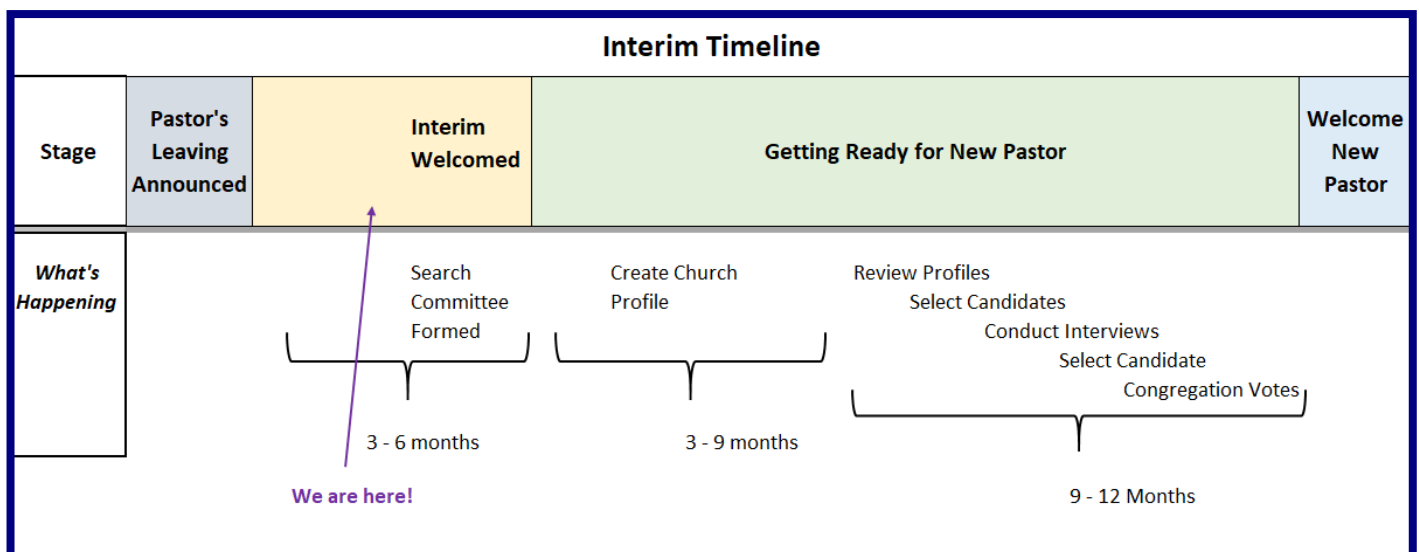 Interim Timeline
Stage
Pastor's
Leaving
Announced
Interim
Welcomed
Getting Ready for New Pastor
Welcome
New
Pastor
What's
Happening
Search
Committee
Formed
Create Church
Profile
Review Profiles
Select Candidates
Conduct Interviews
Select Candidate
Congregation Votes
3 - 6 months
3 - 9 months
We are here!
9 - 12 Months